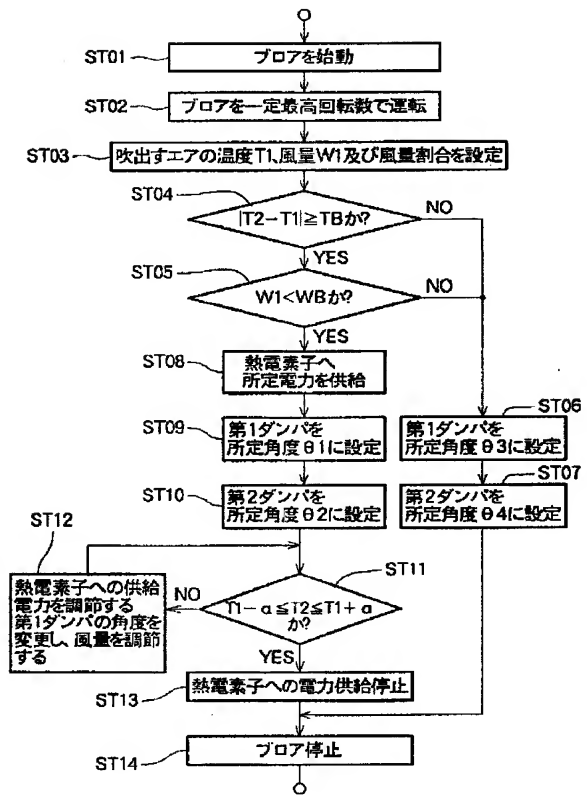 ST01
ブロアを始動
ST02
ブロアを一定最高回転数で運転
ST03
吹出すエアの温度T1、風量W1及び風量割合を設定
ST04
|T2−T1|≧TBか?
NO
YES
ST05
W1<WBか?
NO
YES
ST08
熱電素子へ
所定電力を供給
ST06
ST09
第1ダンパを
所定角度θ1に設定
第1ダンパを
所定角度θ3に設定
ST07
ST10
第2ダンパを
所定角度θ2に設定
第2ダンパを
所定角度θ4に設定
ST12
熱電素子への供給
電力を調節する
第1ダンパの角度を
変更し、風量を調節
する
NO
ST11
T1−α≦T2≦T1+α
か?
YES
ST13
熱電素子への電力供給停止
ST14
ブロア停止